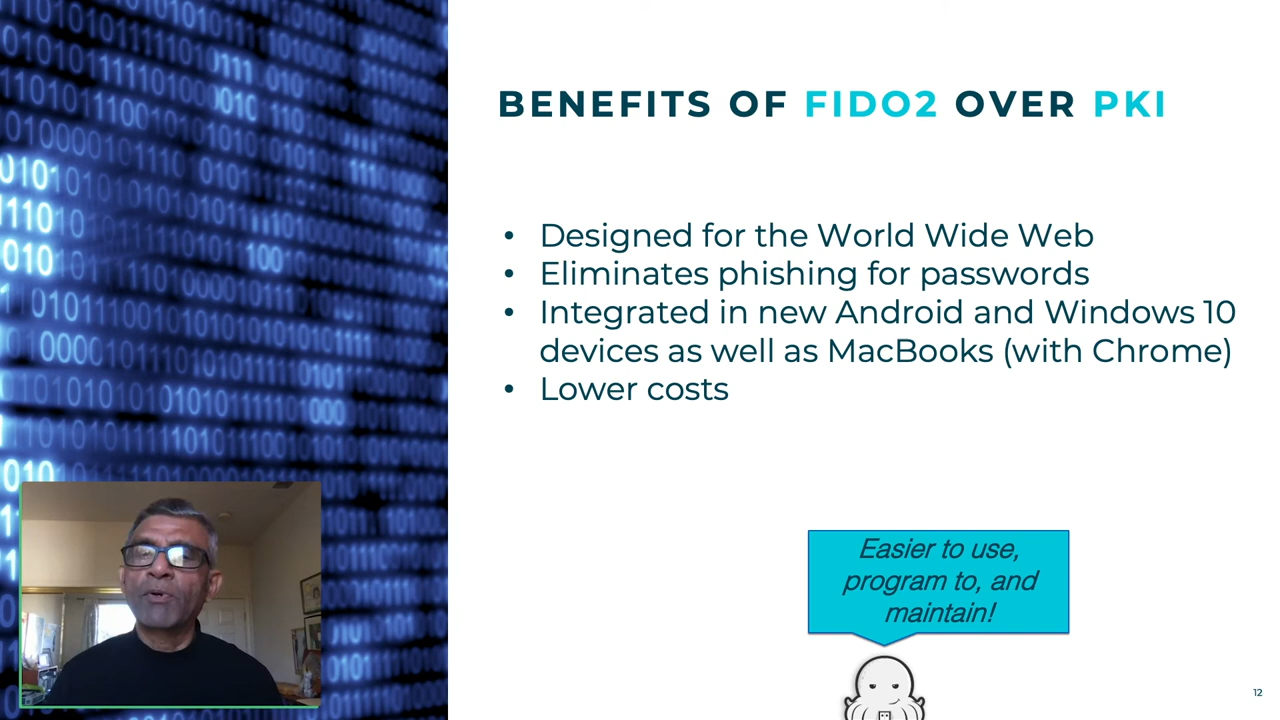 BENEFITS OF FIDO2 OVER PKI
• Designed for the World Wide Web
• Eliminates phishing for passwords
• Integrated in new Android and Windows 10
devices as well as MacBooks (with Chrome)
• Lower costs
Easier to use,
program to, and
maintain!
12